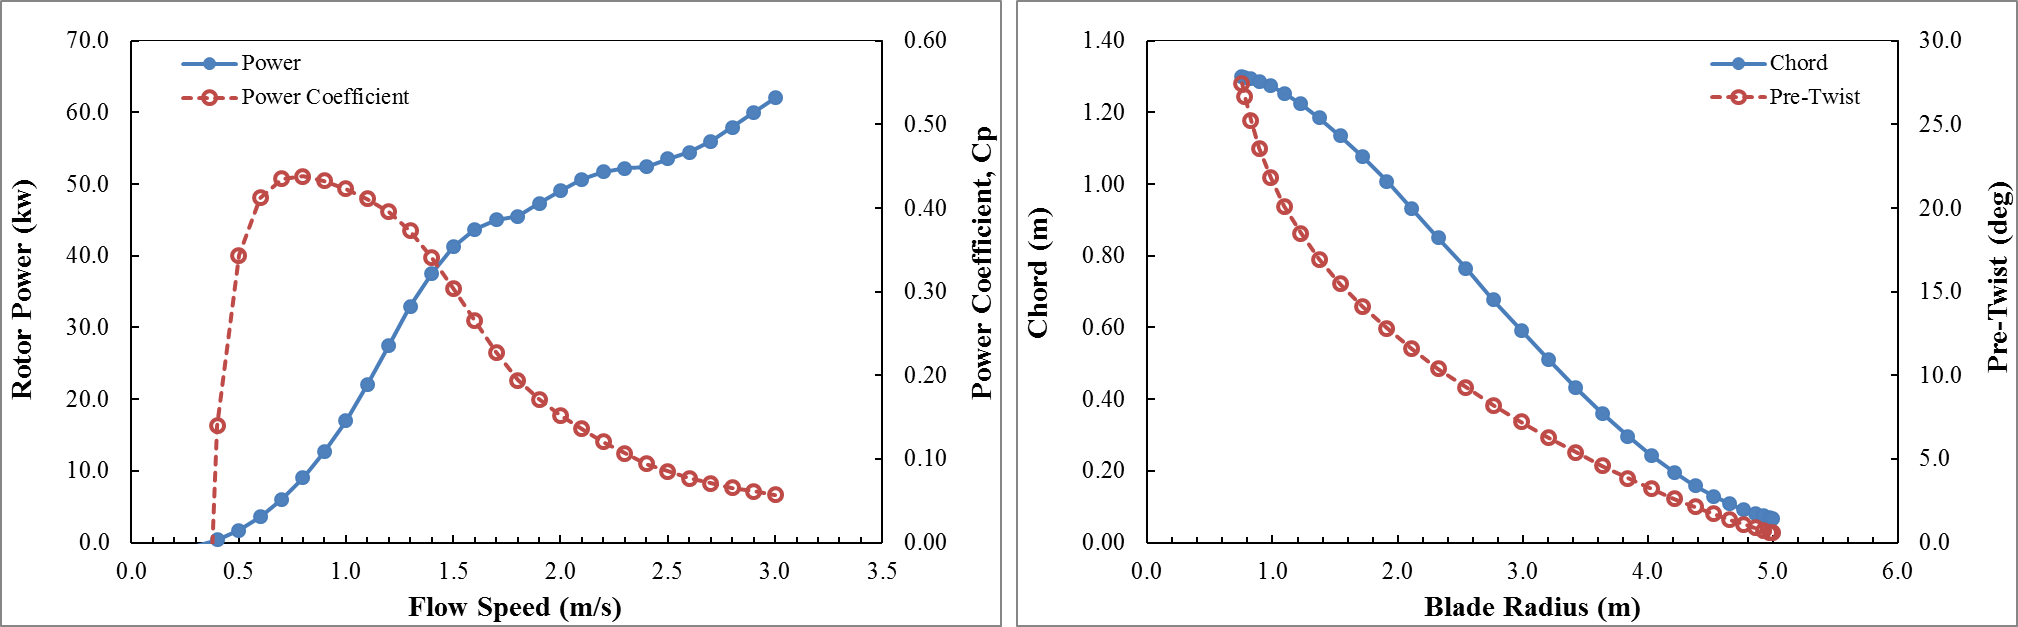 Power
Power Coefficient
70.0
60.0
50.0
40.0
30.0
20.0
10.0
0.0
Rotor Power (kw)
0.60
0.50
0.40
0.30
0.20
0.10
0.00
Power Coefficient, Cp
0.0 0.5 1.0 1.5 2.0 2.5 3.0 3.5
Flow Speed (m/s)
Chord
Pre-Twist
1.40
1.20
1.00
0.80
0.60
0.40
0.20
0.00
Chord (m)
30.0
25.0
20.0
15.0
10.0
5.0
0.0
Pre-Twist (deg)
0.0 1.0 2.0 3.0 4.0 5.0 6.0
Blade Radius (m)